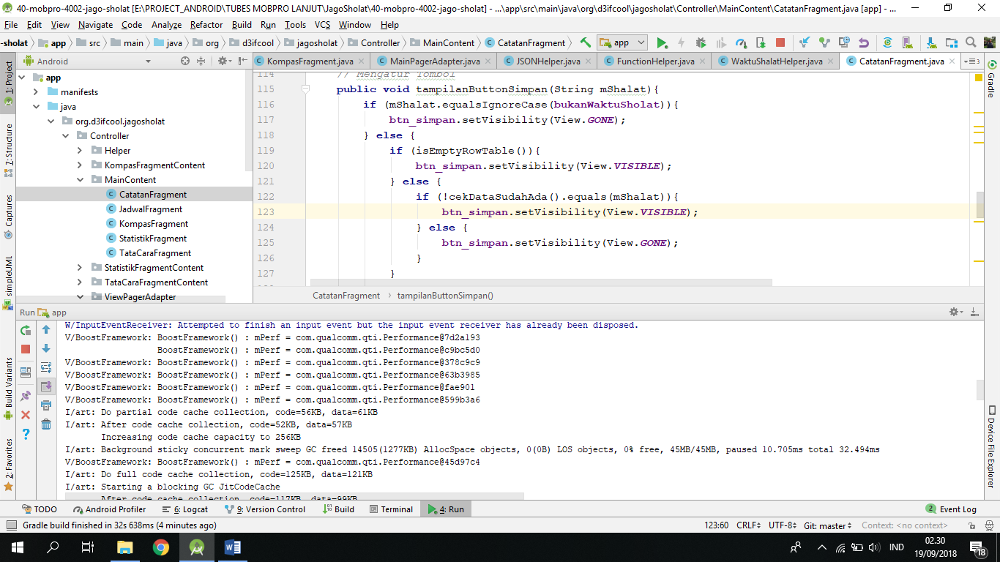 40-mobpro-4002-jago-sholat [E:\PROJECT_ANDROID\TUBES MOBPRO LANJUT\JagoSholat\40-mobpro-4002-jago-sholat] - ...\app\src\main\java\org\d3ifcool\jagosholat\Controller\MainContent\CatatanFragment.java [app] - ...
File Edit View Navigate Code Analyze Refactor Build Run Tools VCS Window Help
-sholat app src main java org d3ifcool jagosholat Controller MainContent CatatanFragment app
Android
KompasFragment.java MainPagerAdapter.java JSONHelper.java FunctionHelper.java WaktuShalatHelper.java CatatanFragment.java 3
1: Project
7: Structure
Captures
simpleUML
Build Variants
2: Favorites
app
manifests
java
org.d3ifcool.jagosholat
Controller
Helper
KompasFragmentContent
MainContent
CatatanFragment
JadwalFragment
KompasFragment
StatistikFragment
TataCaraFragment
StatistikFragmentContent
TataCaraFragmentContent
ViewPagerAdapter
114 // Mengatur Tombol
115 public void tampilanButtonSimpan(String mShalat){
116 if (mShalat.equalsIgnoreCase(bukanWaktuSholat)){
117 btn_simpan.setVisibility(View.GONE);
118 } else {
119 if (isEmptyRowTable()){
120 btn_simpan.setVisibility(View.VISIBLE);
121 } else {
122 if (!cekDataSudahAda().equals(mShalat)){
123 btn_simpan.setVisibility(View.VISIBLE);
124 } else {
125 btn_simpan.setVisibility(View.GONE);
126 }
127 }
CatatanFragment tampilanButtonSimpan()
Gradle
Device File Explorer
Run app
W/InputEventReceiver: Attempted to finish an input event but the input event receiver has already been disposed.
V/BoostFramework: BoostFramework() : mPerf = com.qualcomm.qti.Performance@7d2a193
BoostFramework() : mPerf = com.qualcomm.qti.Performance@c9bc5d0
V/BoostFramework: BoostFramework() : mPerf = com.qualcomm.qti.Performance@378c9c9
V/BoostFramework: BoostFramework() : mPerf = com.qualcomm.qti.Performance@63b3985
V/BoostFramework: BoostFramework() : mPerf = com.qualcomm.qti.Performance@fae901
V/BoostFramework: BoostFramework() : mPerf = com.qualcomm.qti.Performance@599b3a6
I/art: Do partial code cache collection, code=56KB, data=61KB
I/art: After code cache collection, code=52KB, data=57KB
Increasing code cache capacity to 256KB
I/art: Background sticky concurrent mark sweep GC freed 14505(1277KB) AllocSpace objects, 0(0B) LOS objects, 0% free, 45MB/45MB, paused 10.705ms total 32.494ms
V/BoostFramework: BoostFramework() : mPerf = com.qualcomm.qti.Performance@45d97c4
I/art: Do full code cache collection, code=125KB, data=121KB
I/art: Starting a blocking GC JitCodeCache
After code cache collection, code=117KB, data=99KB
TODO Android Profiler 6: Logcat 9: Version Control Build Terminal 4: Run 2 Event Log
Gradle build finished in 32s 638ms (4 minutes ago) 123:60 CRLF UTF-8 Git: master Context: <no context>
IND 02.30
19/09/2018 18